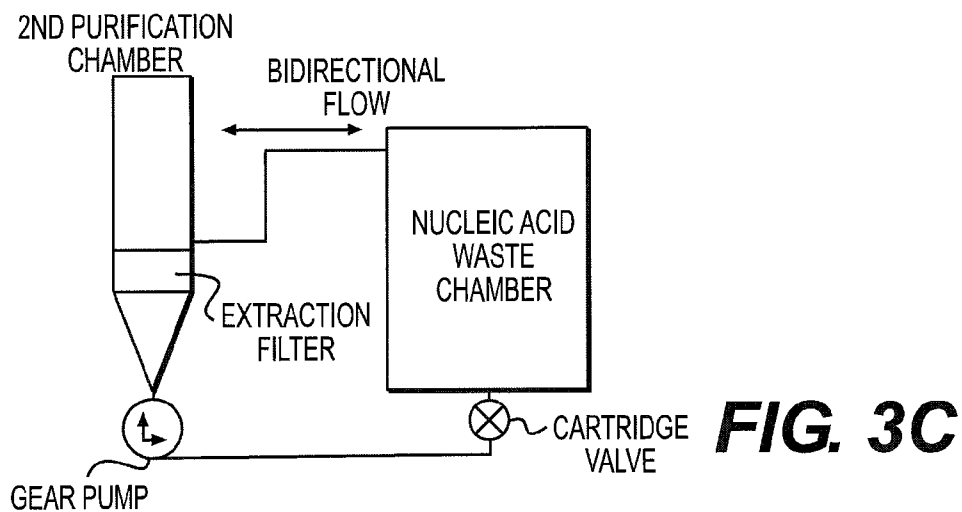 2ND PURIFICATION
CHAMBER
BIDIRECTIONAL
FLOW
NUCLEIC ACID
WASTE
CHAMBER
EXTRACTION
FILTER
CARTRIDGE
VALVE
GEAR PUMP
FIG. 3C